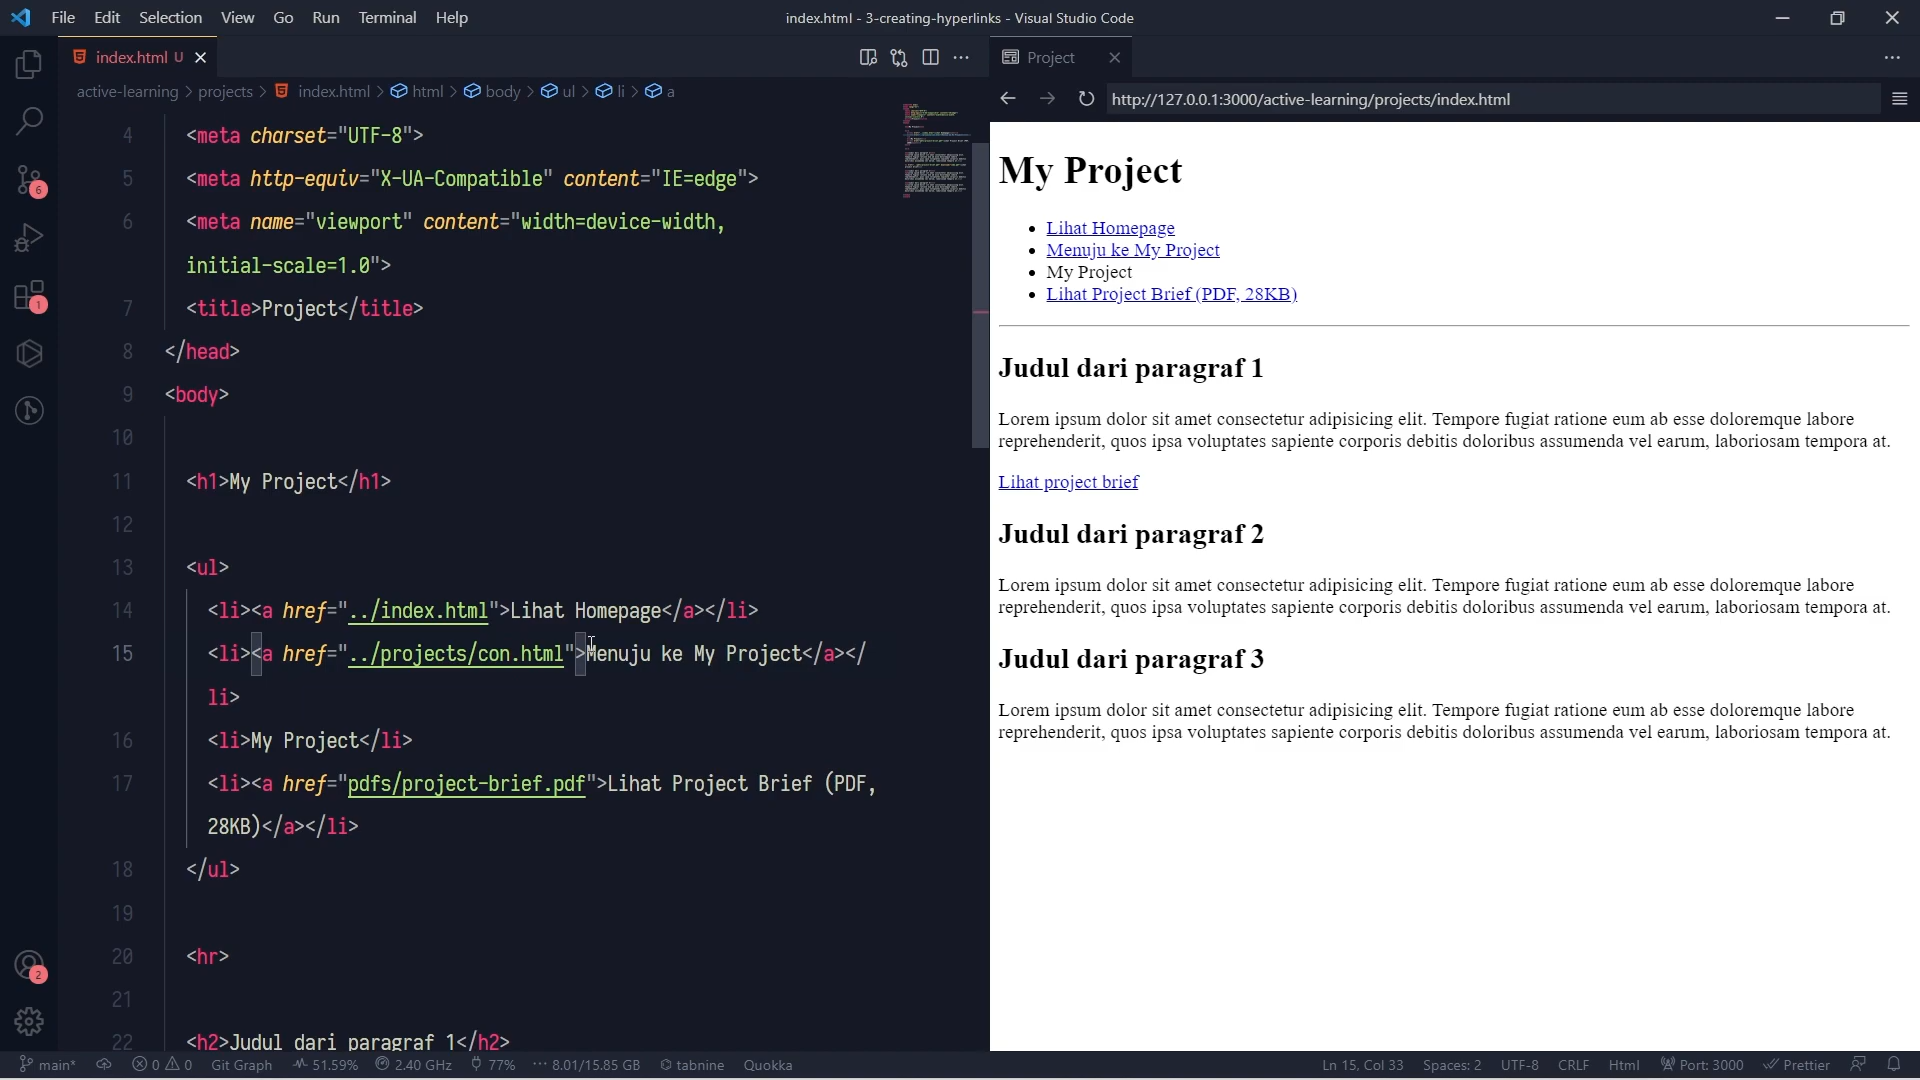 File Edit Selection View Go Run Terminal Help
index.html - 3-creating-hyperlinks - Visual Studio Code
index.html U
active-learning > projects > index.html > html > body > ul > li > a
4 <meta charset="UTF-8">
5 <meta http-equiv="X-UA-Compatible" content="IE=edge">
6 <meta name="viewport" content="width=device-width,
initial-scale=1.0">
7 <title>Project</title>
8 </head>
9 <body>
10
11 <h1>My Project</h1>
12
13 <ul>
14 <li><a href="../index.html">Lihat Homepage</a></li>
15 <li><a href="../projects/con.html">Menuju ke My Project</a></
li>
16 <li>My Project</li>
17 <li><a href="pdfs/project-brief.pdf">Lihat Project Brief (PDF,
28KB)</a></li>
18 </ul>
19
20 <hr>
21
22 <h2>Judul dari paragraf 1</h2>
6
1
2
Project
http://127.0.0.1:3000/active-learning/projects/index.html
My Project
Lihat Homepage
Menuju ke My Project
My Project
Lihat Project Brief (PDF, 28KB)
Judul dari paragraf 1
Lorem ipsum dolor sit amet consectetur adipisicing elit. Tempore fugiat ratione eum ab esse doloremque labore
reprehenderit, quos ipsa voluptates sapiente corporis debitis doloribus assumenda vel earum, laboriosam tempora at.
Lihat project brief
Judul dari paragraf 2
Lorem ipsum dolor sit amet consectetur adipisicing elit. Tempore fugiat ratione eum ab esse doloremque labore
reprehenderit, quos ipsa voluptates sapiente corporis debitis doloribus assumenda vel earum, laboriosam tempora at.
Judul dari paragraf 3
Lorem ipsum dolor sit amet consectetur adipisicing elit. Tempore fugiat ratione eum ab esse doloremque labore
reprehenderit, quos ipsa voluptates sapiente corporis debitis doloribus assumenda vel earum, laboriosam tempora at.
main* 0 0 Git Graph 51.59% 2.40 GHz 77% 8.01/15.85 GB tabnine Quokka
Ln 15, Col 33 Spaces: 2 UTF-8 CRLF Html Port: 3000 Prettier